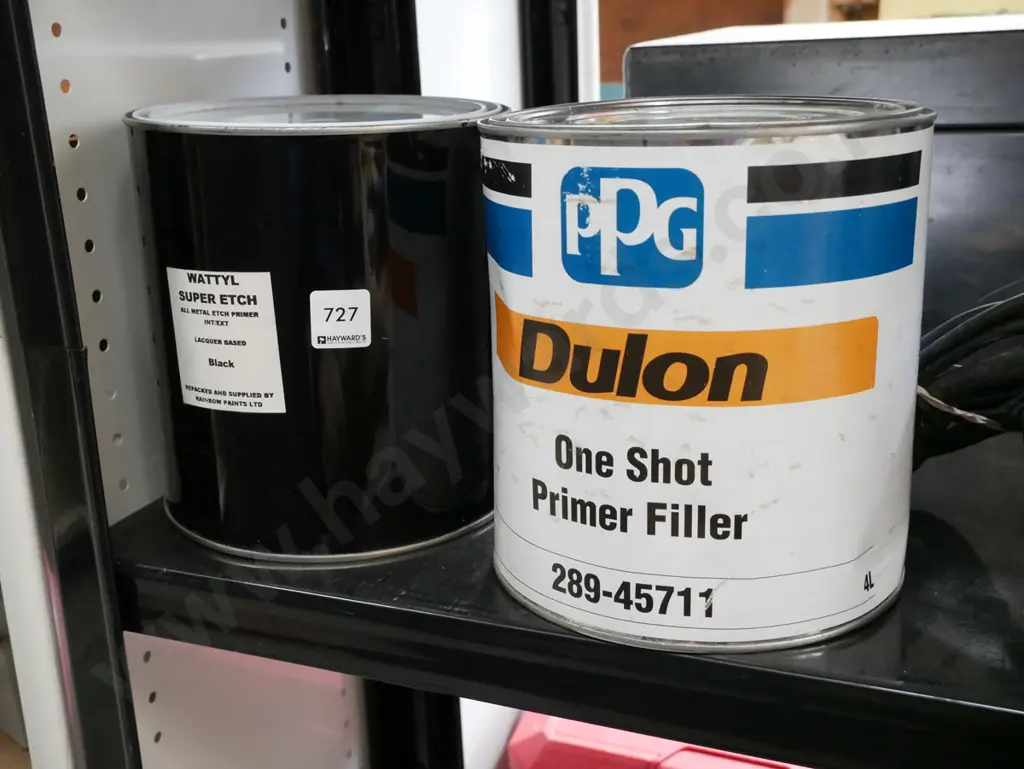 WATTYL
SUPER ETCH
ALL METAL ETCH PRIMER
INT/EXT
LACQUER BASED
Black
REPACKED AND SUPPLIED BY
RAINBOW PAINTS LTD
727
HAYWARD'S
PPG
Dulon
One Shot
Primer Filler
289-45711
4L